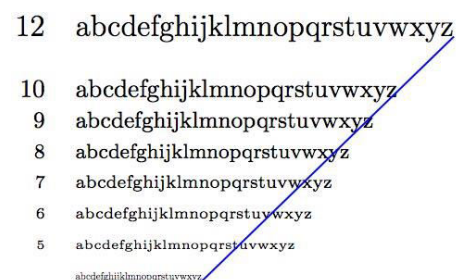 12 abcdefghijklmnopqrstuvwxyz
10 abcdefghijklmnopqrstuvwxyz
9 abcdefghijklmnopqrstuvwxyz
8 abcdefghijklmnopqrstuvwxyz
7 abcdefghijklmnopqrstuvwxyz
6 abcdefghijklmnopqrstuvwxyz
5 abcdefghijklmnopqrstuvwxyz
abcdefghijklmnopqrstuvwxyz